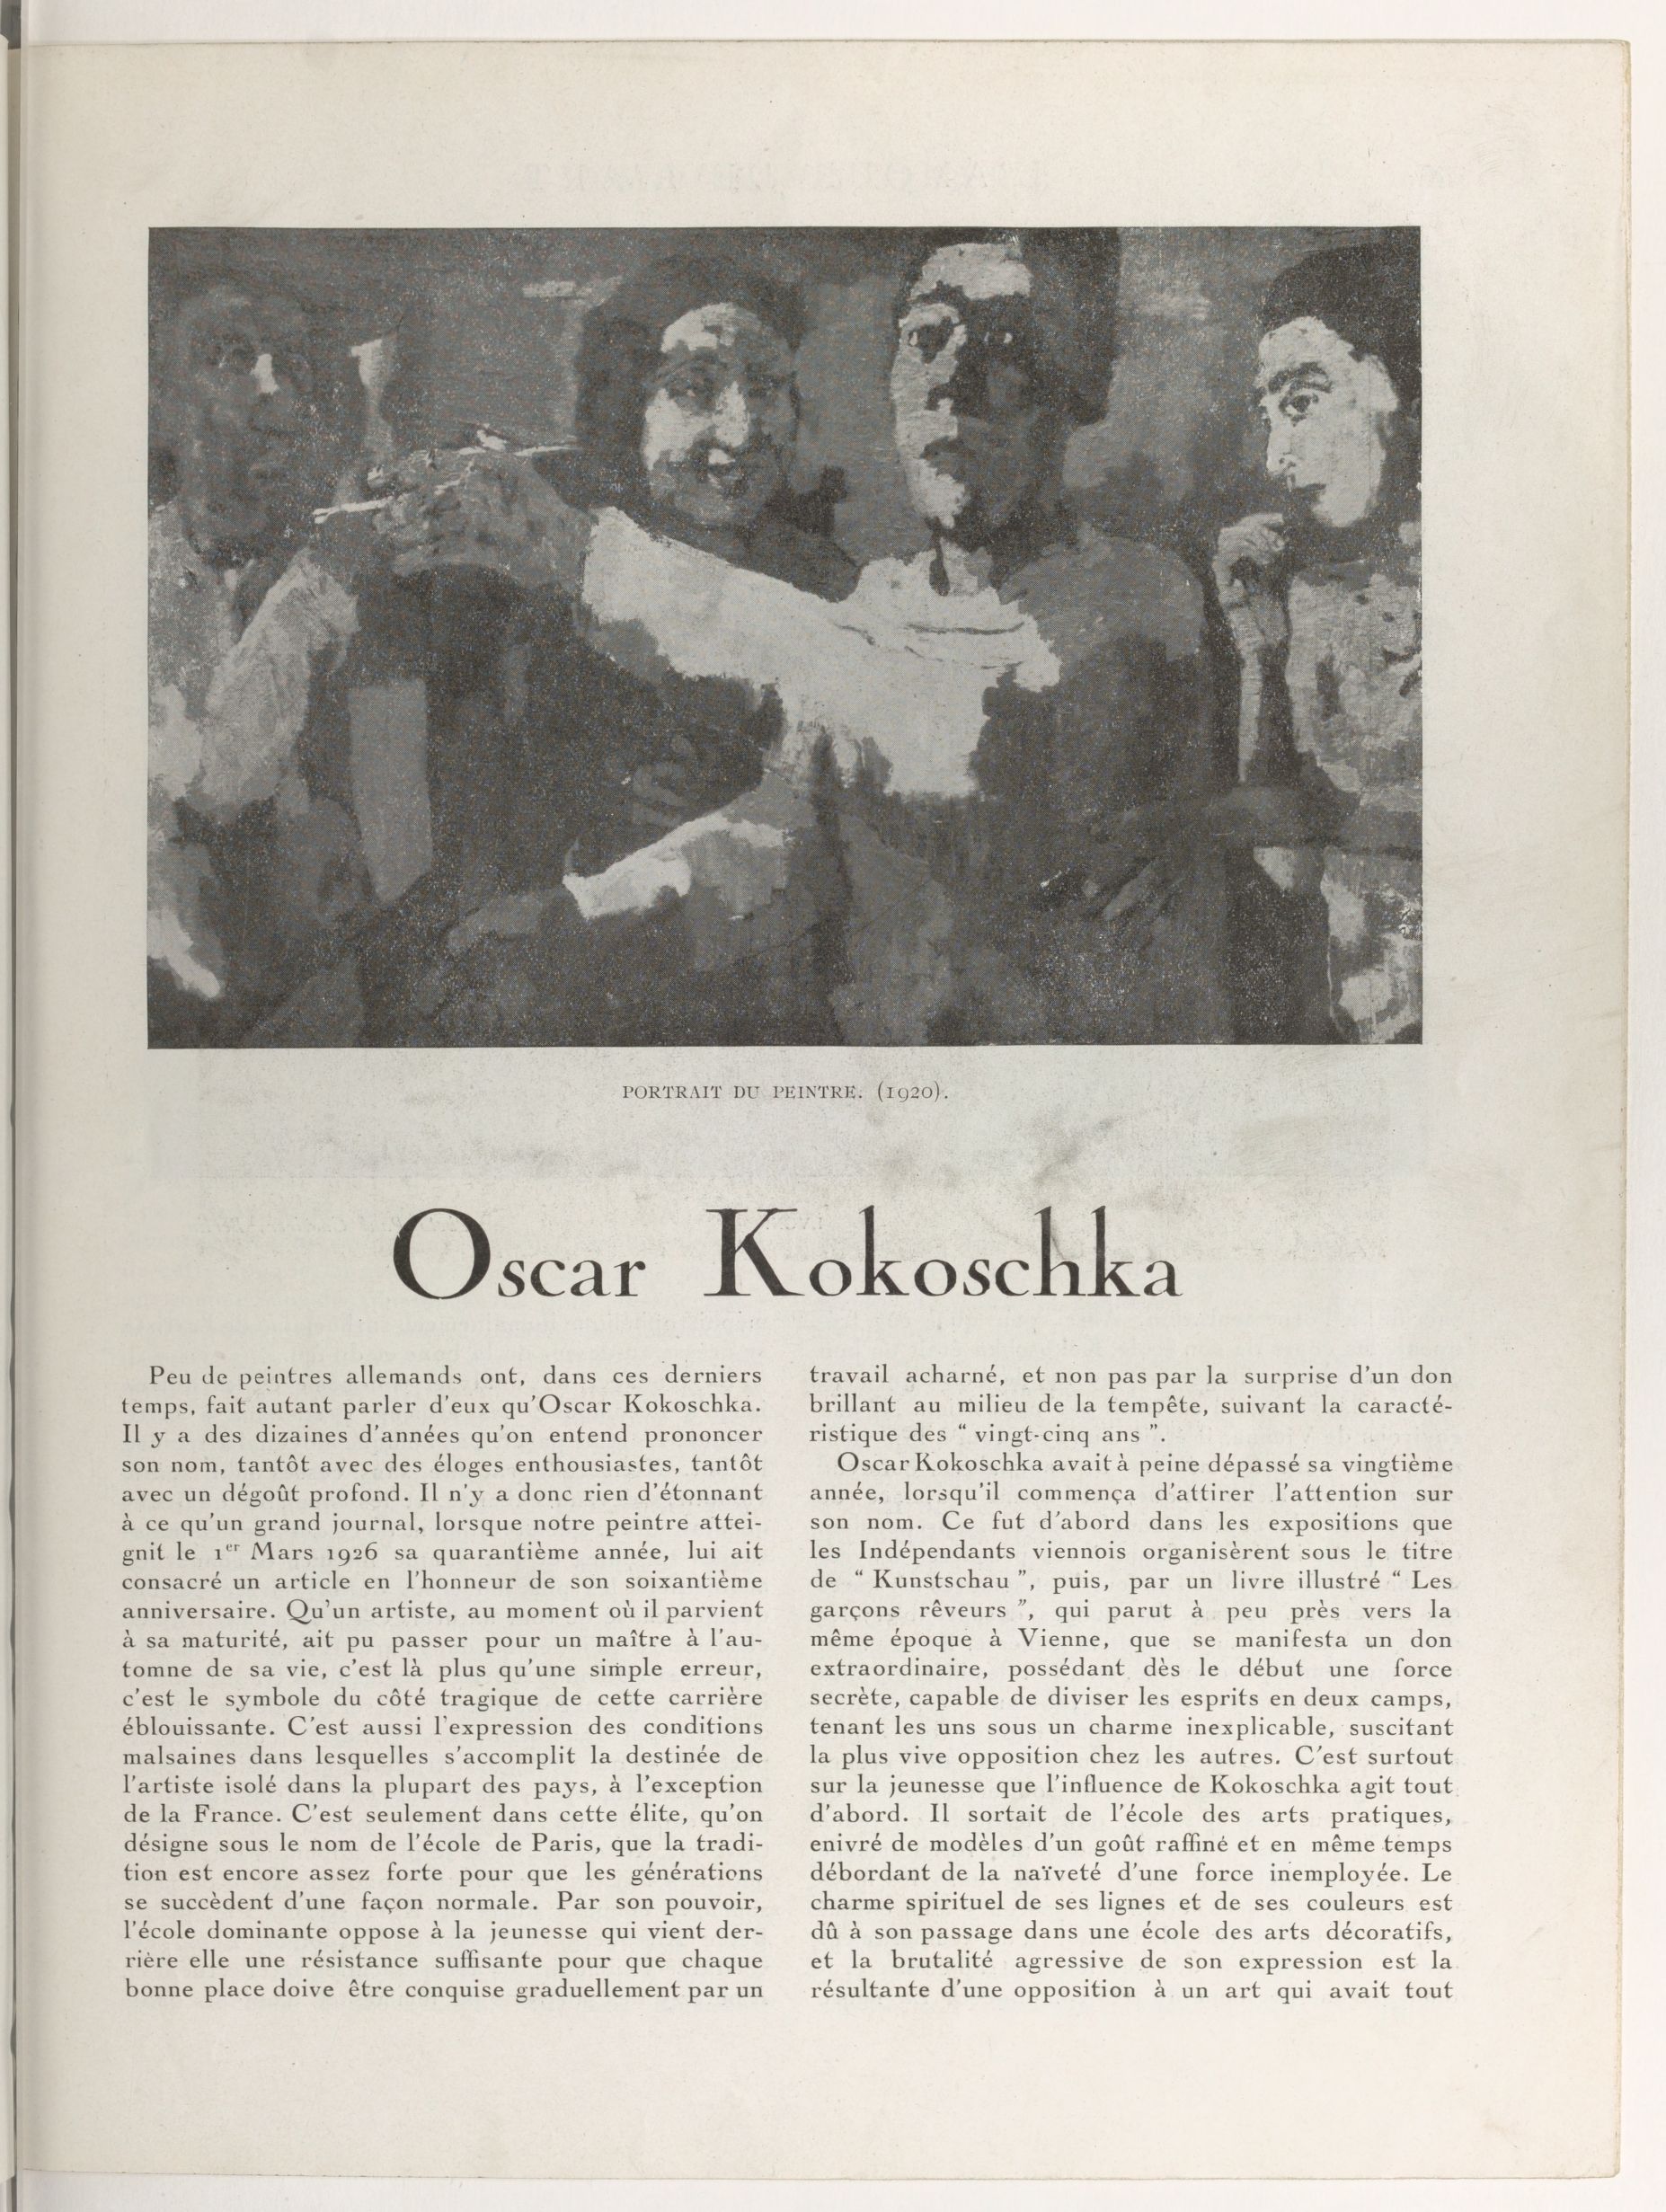 PORTRAIT DU PEINTRE. (1920).
Oscar Kokoschka
Peu de peintres allemands ont, dans ces derniers
temps, fait autant parler d'eux qu'Oscar Kokoschka.
Il y a des dizaines d'années qu'on entend prononcer
son nom, tantôt avec des éloges enthousiastes, tantôt
avec un dégoût profond. Il n'y a donc rien d'étonnant
à ce qu'un grand journal, lorsque notre peintre attei-
gnit le 1er Mars 1926 sa quarantième année, lui ait
consacré un article en l'honneur de son soixantième
anniversaire. Qu'un artiste, au moment où il parvient
à sa maturité, ait pu passer pour un maître à l'au-
tomne de sa vie, c'est là plus qu'une simple erreur,
c'est le symbole du côté tragique de cette carrière
éblouissante. C'est aussi l'expression des conditions
malsaines dans lesquelles s'accomplit la destinée de
l'artiste isolé dans la plupart des pays, à l'exception
de la France. C'est seulement dans cette élite, qu'on
désigne sous le nom de l'école de Paris, que la tradi-
tion est encore assez forte pour que les générations
se succèdent d'une façon normale. Par son pouvoir,
l'école dominante oppose à la jeunesse qui vient der-
rière elle une résistance suffisante pour que chaque
bonne place doive être conquise graduellement par un
travail acharné, et non pas par la surprise d'un don
brillant au milieu de la tempête, suivant la caracté-
ristique des “ vingt-cinq ans ”.
Oscar Kokoschka avait à peine dépassé sa vingtième
année, lorsqu'il commença d'attirer l'attention sur
son nom. Ce fut d'abord dans les expositions que
les Indépendants viennois organisèrent sous le titre
de “ Kunstschau ”, puis, par un livre illustré “ Les
garçons rêveurs ”, qui parut à peu près vers la
même époque à Vienne, que se manifesta un don
extraordinaire, possédant dès le début une force
secrète, capable de diviser les esprits en deux camps,
tenant les uns sous un charme inexplicable, suscitant
la plus vive opposition chez les autres. C'est surtout
sur la jeunesse que l'influence de Kokoschka agit tout
d'abord. Il sortait de l'école des arts pratiques,
enivré de modèles d'un goût raffiné et en même temps
débordant de la naïveté d'une force inemployée. Le
charme spirituel de ses lignes et de ses couleurs est
dû à son passage dans une école des arts décoratifs,
et la brutalité agressive de son expression est la
résultante d'une opposition à un art qui avait tout